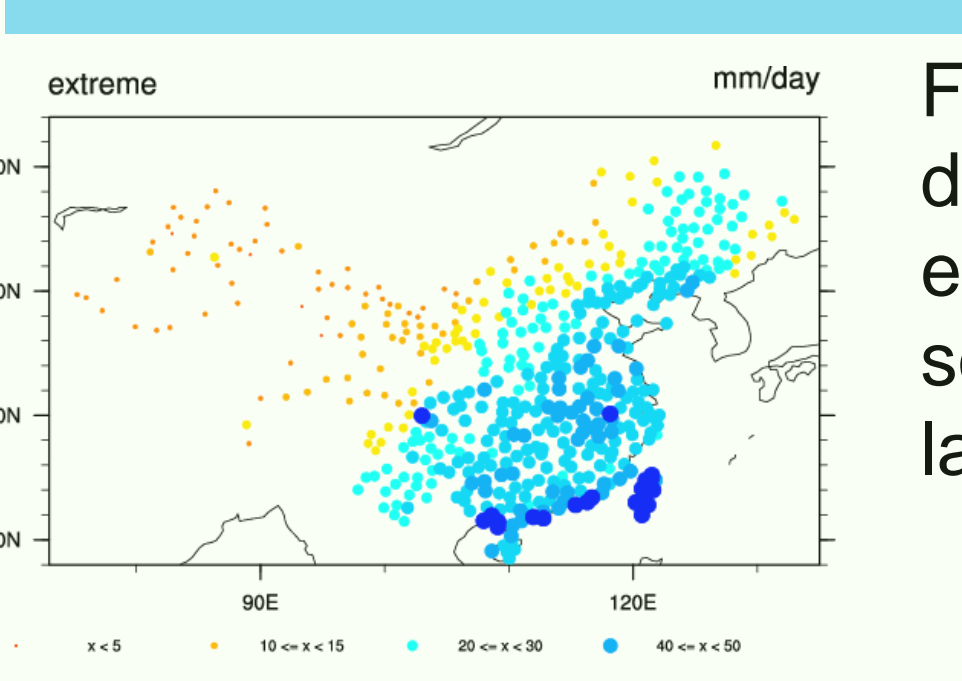 extreme
mm/day
F
0N
d
0N
e
0N
la
0N
90E
120E
x < 5
10 <= x < 15
20 <= x < 30
40 <= x < 50